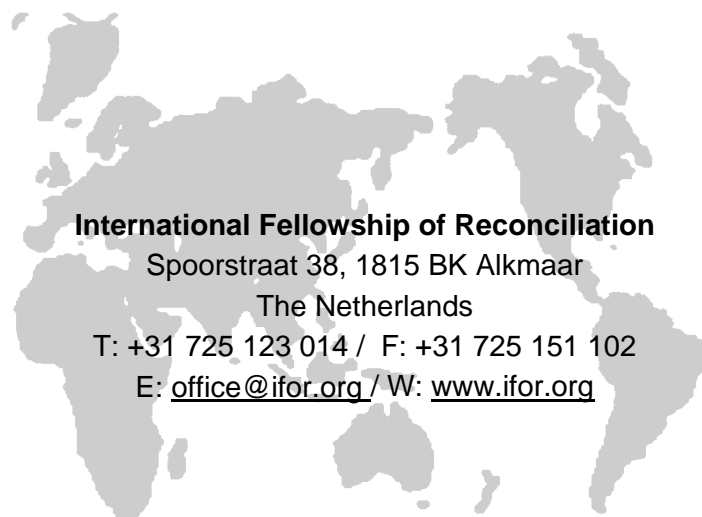 International Fellowship of Reconciliation
Spoorstraat 38, 1815 BK Alkmaar
The Netherlands
T: +31 725 123 014 / F: +31 725 151 102
E: office@ifor.org / W: www.ifor.org